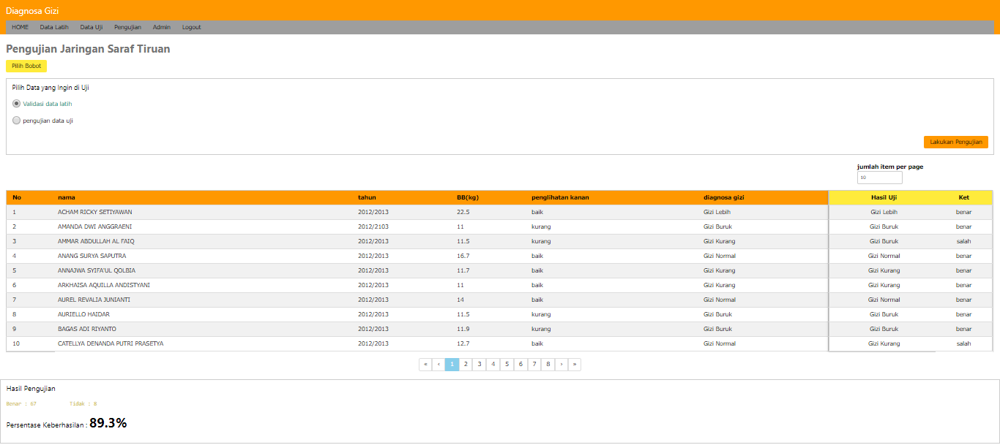 Diagnosa Gizi
HOME Data Latih Data Uji Pengujian Admin Logout
Pengujian Jaringan Saraf Tiruan
Pilih Bobot
Pilih Data yang Ingin di Uji
Validasi data latih
pengujian data uji
Lakukan Pengujian
jumlah item per page
10
No nama tahun BB(kg) penglihatan kanan diagnosa gizi Hasil Uji Ket
1 ACHAM RICKY SETIYAWAN 2012/2013 22.5 baik Gizi Lebih Gizi Lebih benar
2 AMANDA DWI ANGGRAENI 2012/2103 11 kurang Gizi Buruk Gizi Buruk benar
3 AMMAR ABDULLAH AL FAIQ 2012/2013 11.5 kurang Gizi Kurang Gizi Buruk salah
4 ANANG SURYA SAPUTRA 2012/2013 16.7 baik Gizi Normal Gizi Normal benar
5 ANNAJWA SYIFA'UL QOLBIA 2012/2013 11.7 baik Gizi Kurang Gizi Kurang benar
6 ARKHAISA AQUILLA ANDISTYANI 2012/2013 11 baik Gizi Kurang Gizi Kurang benar
7 AUREL REVALIA JUNIANTI 2012/2013 14 baik Gizi Normal Gizi Normal benar
8 AURIELLO HAIDAR 2012/2013 11.5 kurang Gizi Buruk Gizi Buruk benar
9 BAGAS ADI RIYANTO 2012/2013 11.9 kurang Gizi Buruk Gizi Buruk benar
10 CATELLYA DENANDA PUTRI PRASETYA 2012/2013 12.7 baik Gizi Normal Gizi Kurang salah
« ‹ 1 2 3 4 5 6 7 8 › »
Hasil Pengujian
Benar : 67 Tidak : 8
Persentase Keberhasilan : 89.3%